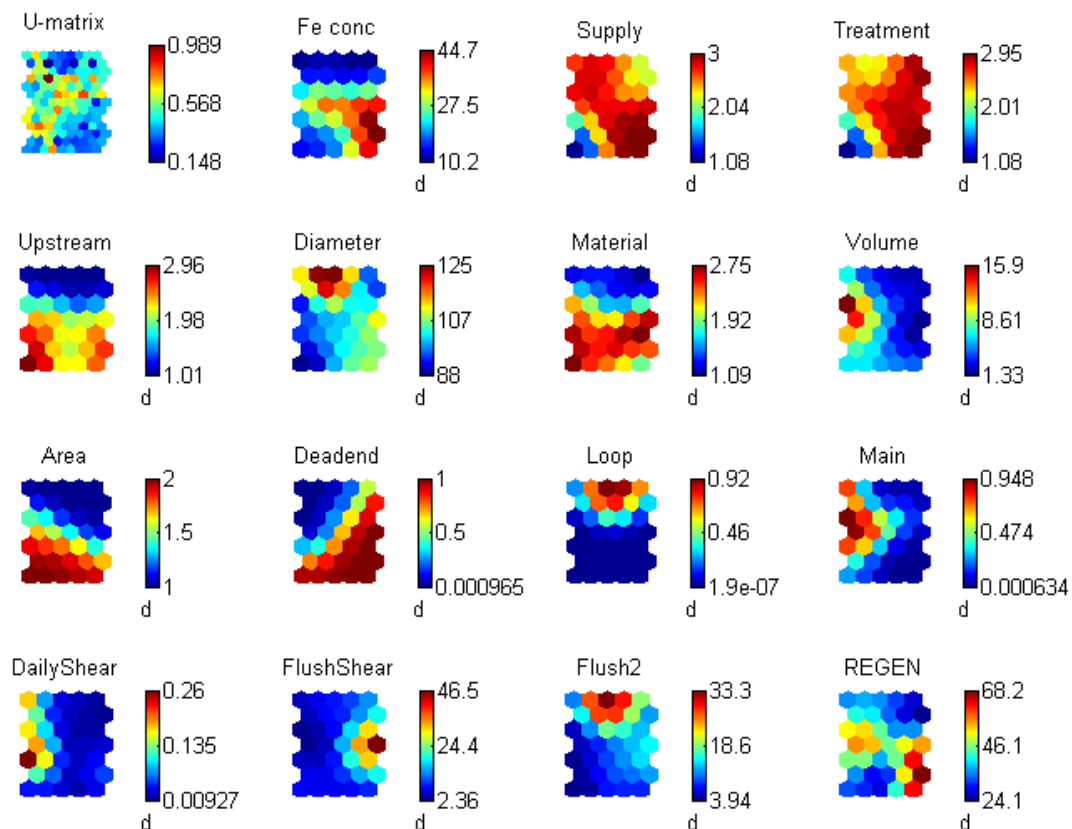 U-matrix
0.989
0.568
0.148
Fe conc
44.7
27.5
10.2
d
Supply
3
2.04
1.08
d
Treatment
2.95
2.01
1.08
d
Upstream
2.96
1.98
1.01
d
Diameter
125
107
88
d
Material
2.75
1.92
1.09
d
Volume
15.9
8.61
1.33
d
Area
2
1.5
1
d
Deadend
1
0.5
0.000965
d
Loop
0.92
0.46
1.9e-07
d
Main
0.948
0.474
0.000634
d
DailyShear
0.26
0.135
0.00927
d
FlushShear
46.5
24.4
2.36
d
Flush2
33.3
18.6
3.94
d
REGEN
68.2
46.1
24.1
d